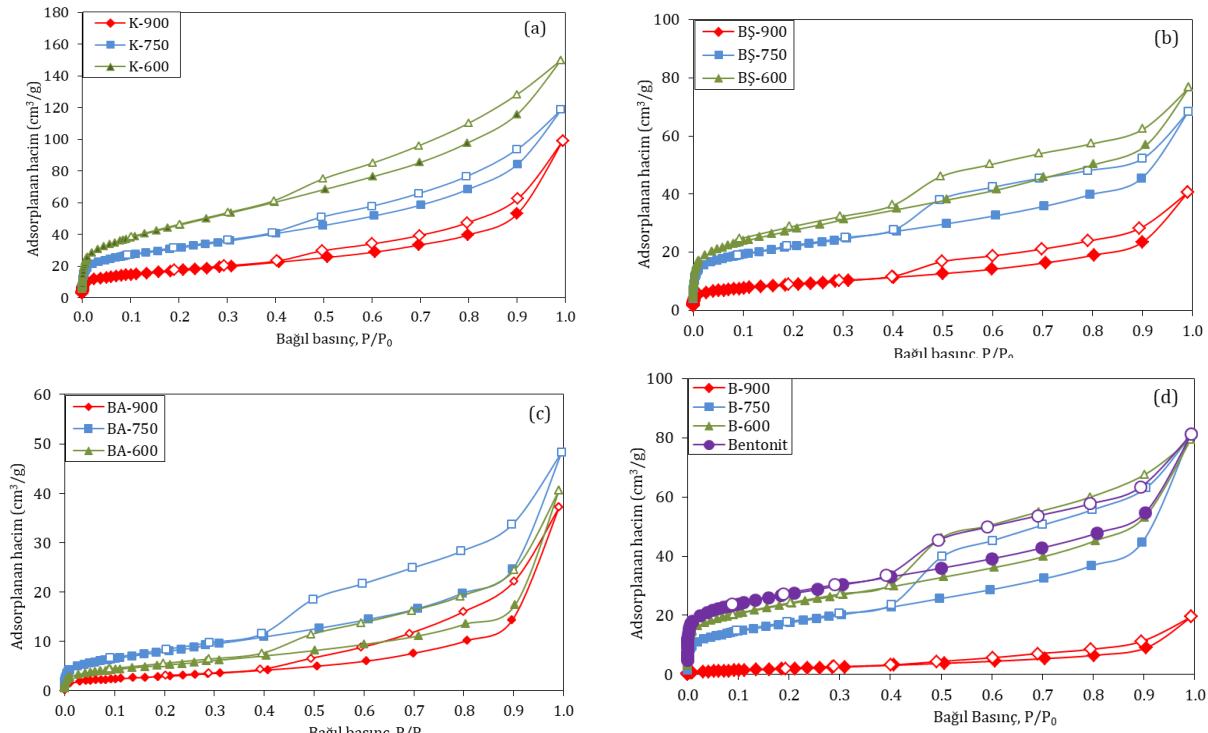 180
160
140
120
100
80
60
40
20
0
Adsorplanan hacim (cm³/g)
K-900
K-750
K-600
(a)
0.0 0.1 0.2 0.3 0.4 0.5 0.6 0.7 0.8 0.9 1.0
Bağıl basınç, P/P₀
100
80
60
40
20
0
Adsorplanan hacim (cm³/g)
BŞ-900
BŞ-750
BŞ-600
(b)
0.0 0.1 0.2 0.3 0.4 0.5 0.6 0.7 0.8 0.9 1.0
Bağıl basınç, P/P₀
60
50
40
30
20
10
0
Adsorplanan hacim (cm³/g)
BA-900
BA-750
BA-600
(c)
0.0 0.1 0.2 0.3 0.4 0.5 0.6 0.7 0.8 0.9 1.0
Bağıl basınç, P/P
100
80
60
40
20
0
Adsorplanan hacim (cm³/g)
B-900
B-750
B-600
Bentonit
(d)
0.0 0.1 0.2 0.3 0.4 0.5 0.6 0.7 0.8 0.9 1.0
Bağıl Basınç, P/P₀